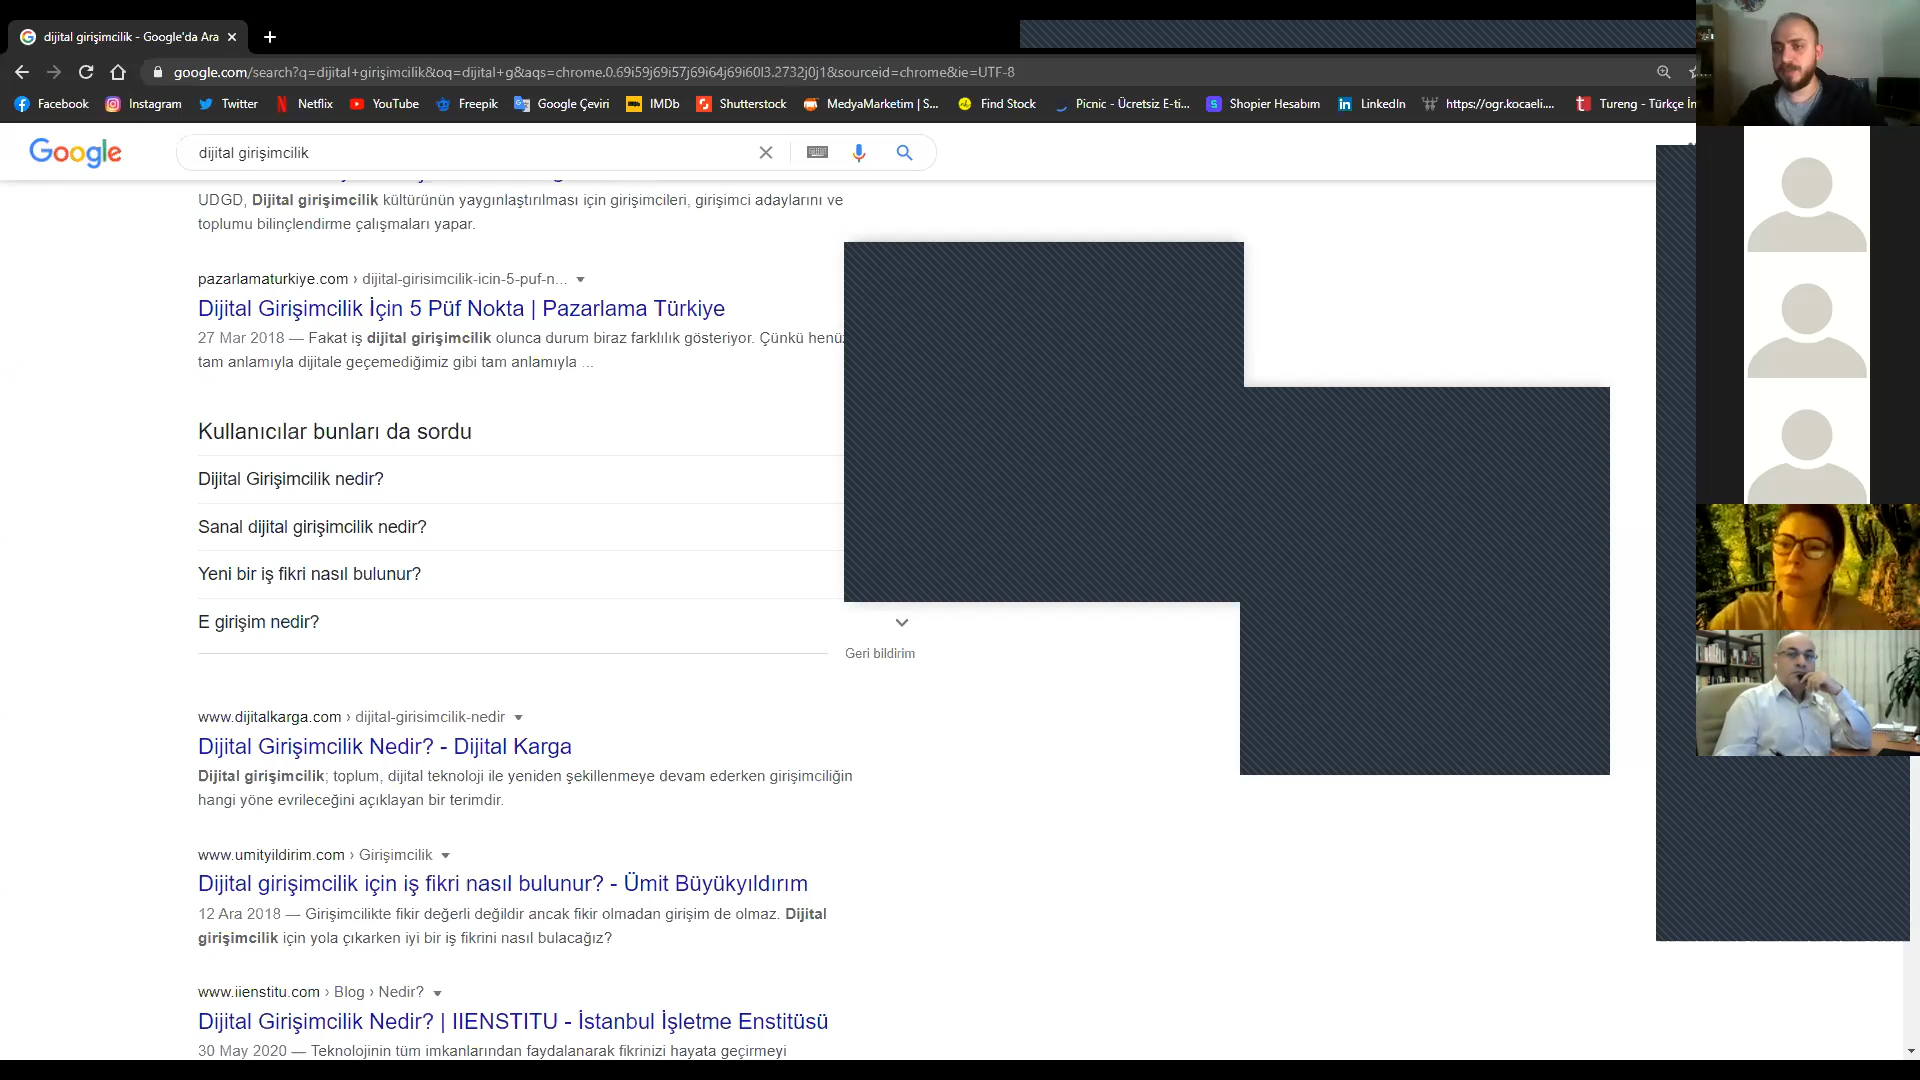 dijital girişimcilik - Google'da Ara
google.com/search?q=dijital+girişimcilik&oq=dijital+g&aqs=chrome.0.69i59j69i57j69i64j69i60l3.2732j0j1&sourceid=chrome&ie=UTF-8
Facebook Instagram Twitter Netflix YouTube Freepik Google Çeviri IMDb Shutterstock MedyaMarketim | S... Find Stock Picnic - Ücretsiz E-ti... Shopier Hesabım LinkedIn https://ogr.kocaeli.... Tureng - Türkçe İn
Google
dijital girişimcilik
UDGD, Dijital girişimcilik kültürünün yaygınlaştırılması için girişimcileri, girişimci adaylarını ve
toplumu bilinçlendirme çalışmaları yapar.
pazarlamaturkiye.com › dijital-girisimcilik-icin-5-puf-n...
Dijital Girişimcilik İçin 5 Püf Nokta | Pazarlama Türkiye
27 Mar 2018 — Fakat iş dijital girişimcilik olunca durum biraz farklılık gösteriyor. Çünkü henüz
tam anlamıyla dijitale geçemediğimiz gibi tam anlamıyla ...
Kullanıcılar bunları da sordu
Dijital Girişimcilik nedir?
Sanal dijital girişimcilik nedir?
Yeni bir iş fikri nasıl bulunur?
E girişim nedir?
Geri bildirim
www.dijitalkarga.com › dijital-girisimcilik-nedir
Dijital Girişimcilik Nedir? - Dijital Karga
Dijital girişimcilik; toplum, dijital teknoloji ile yeniden şekillenmeye devam ederken girişimciliğin
hangi yöne evrileceğini açıklayan bir terimdir.
www.umityildirim.com › Girişimcilik
Dijital girişimcilik için iş fikri nasıl bulunur? - Ümit Büyükyıldırım
12 Ara 2018 — Girişimcilikte fikir değerli değildir ancak fikir olmadan girişim de olmaz. Dijital
girişimcilik için yola çıkarken iyi bir iş fikrini nasıl bulacağız?
www.iienstitu.com › Blog › Nedir?
Dijital Girişimcilik Nedir? | IIENSTITU - İstanbul İşletme Enstitüsü
30 May 2020 — Teknolojinin tüm imkanlarından faydalanarak fikrinizi hayata geçirmeyi